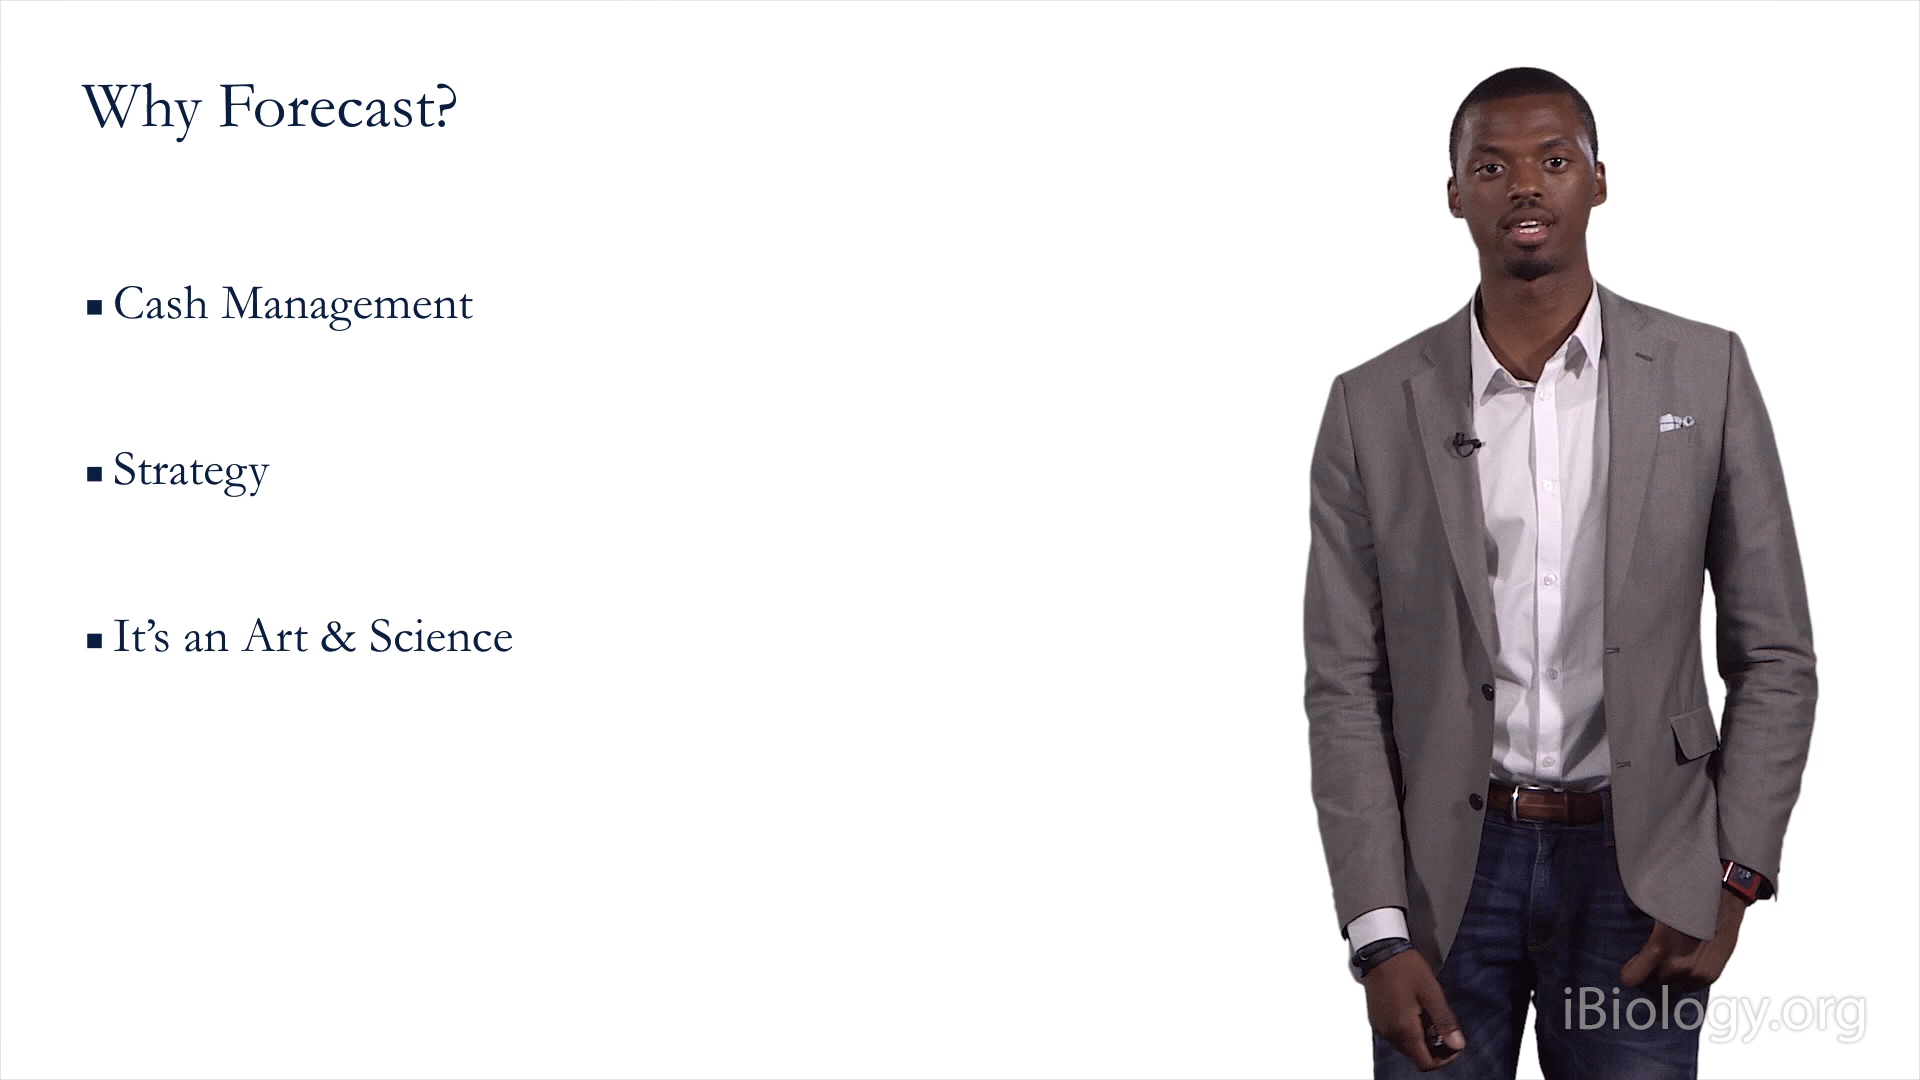 Why Forecast?
▪ Cash Management
▪ Strategy
▪ It's an Art & Science
iBiology.org